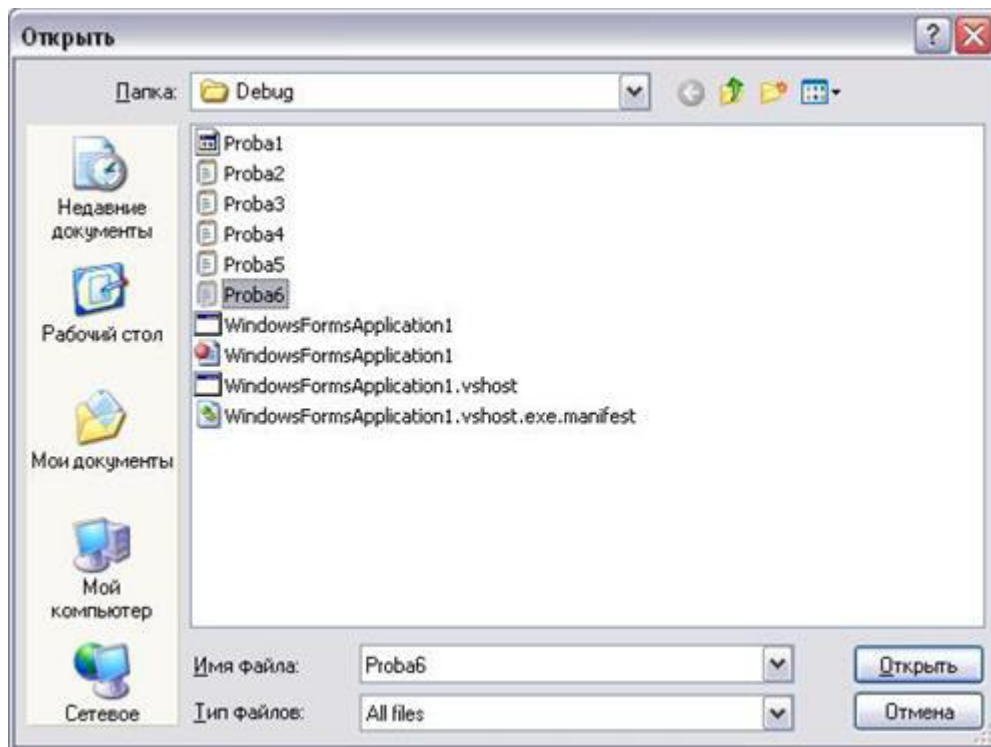 Открыть
Папка:
Debug
Недавние
документы
Рабочий стол
Мои документы
Мой
компьютер
Сетевое
Proba1
Proba2
Proba3
Proba4
Proba5
Proba6
WindowsFormsApplication1
WindowsFormsApplication1
WindowsFormsApplication1.vshost
WindowsFormsApplication1.vshost.exe.manifest
Имя файла:
Proba6
Открыть
Тип файлов:
All files
Отмена